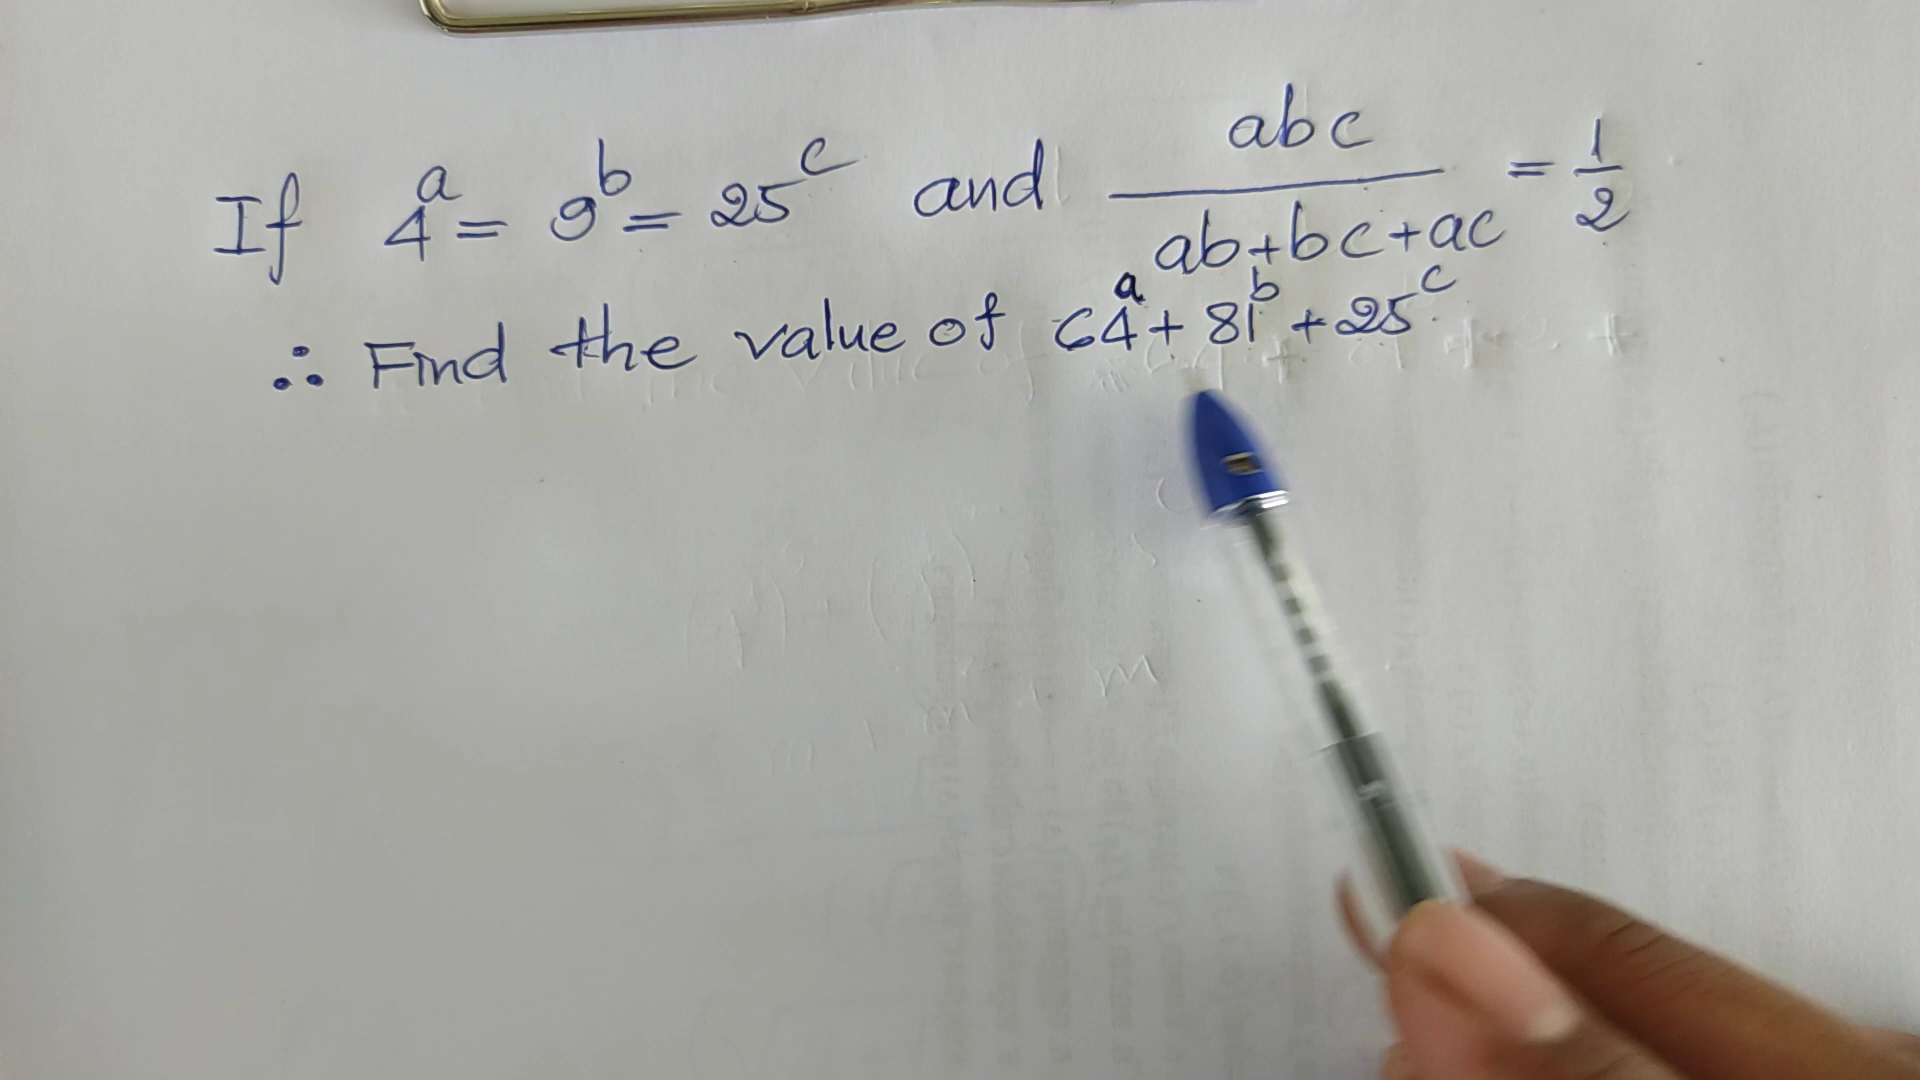 If 4^a = 9^b = 25^c and abc/(ab+bc+ac) = 1/2
∴ Find the value of 64^a + 81^b + 25^c